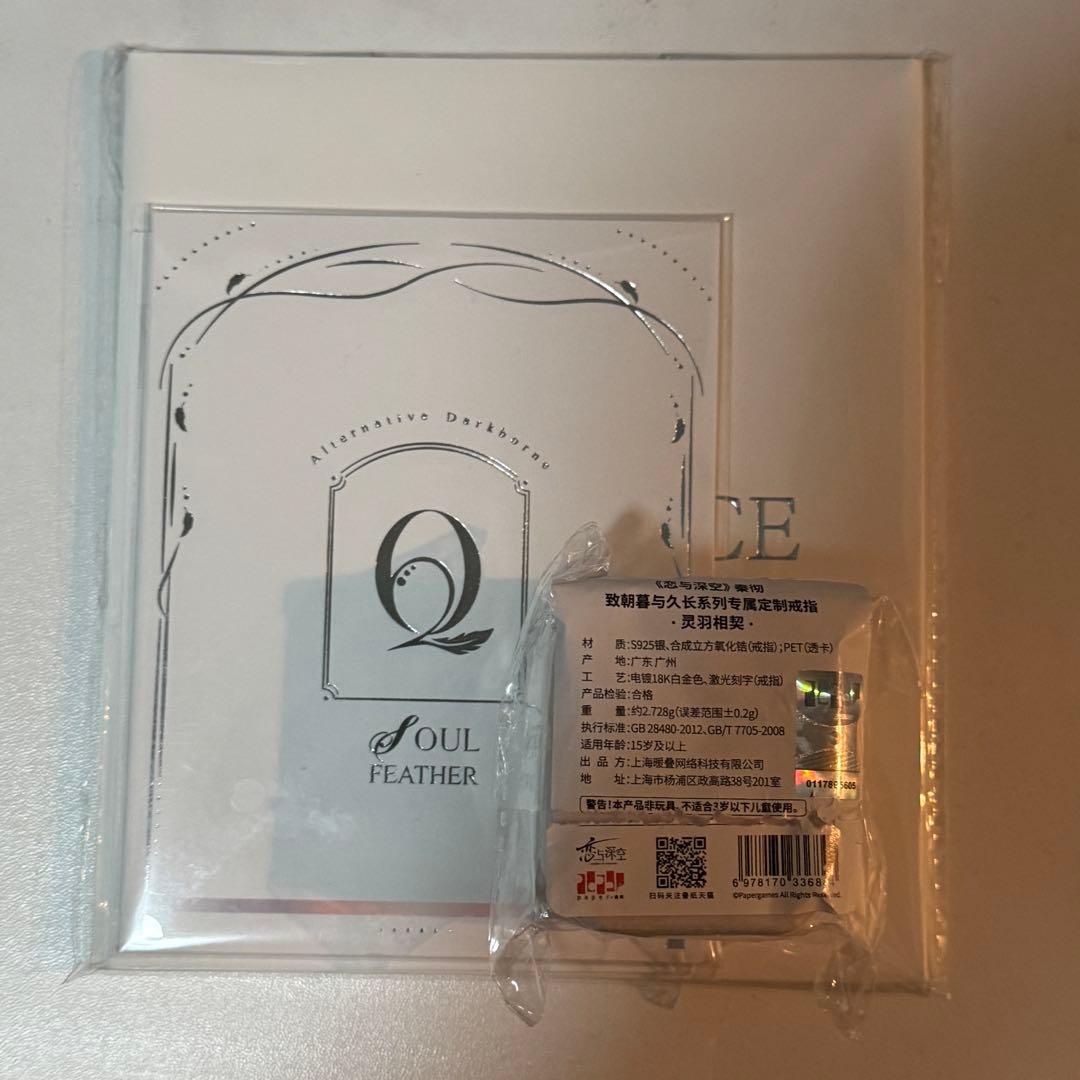 Alternative Darkborne
Q
SOUL
FEATHER
CE
《恋与深空》秦彻
致朝暮与久长系列专属定制戒指
·灵羽相契·
材 质:S925银、合成立方氧化锆(戒指);PET(透卡)
产 地:广东 广州
工 艺:电镀18K白金色、激光刻字(戒指)
产品检验:合格
重 量:约2.728g(误差范围±0.2g)
执行标准:GB 28480-2012、GB/T 7705-2008
适用年龄:15岁及以上
出 品 方:上海暖叠网络科技有限公司
地 址:上海市杨浦区政高路38号201室
警告!本产品非玩具,不适合3岁以下儿童使用。
恋与深空
paper
扫码关注叠纸天猫
6 978170 3368
©Papergames All Rights Reserved.